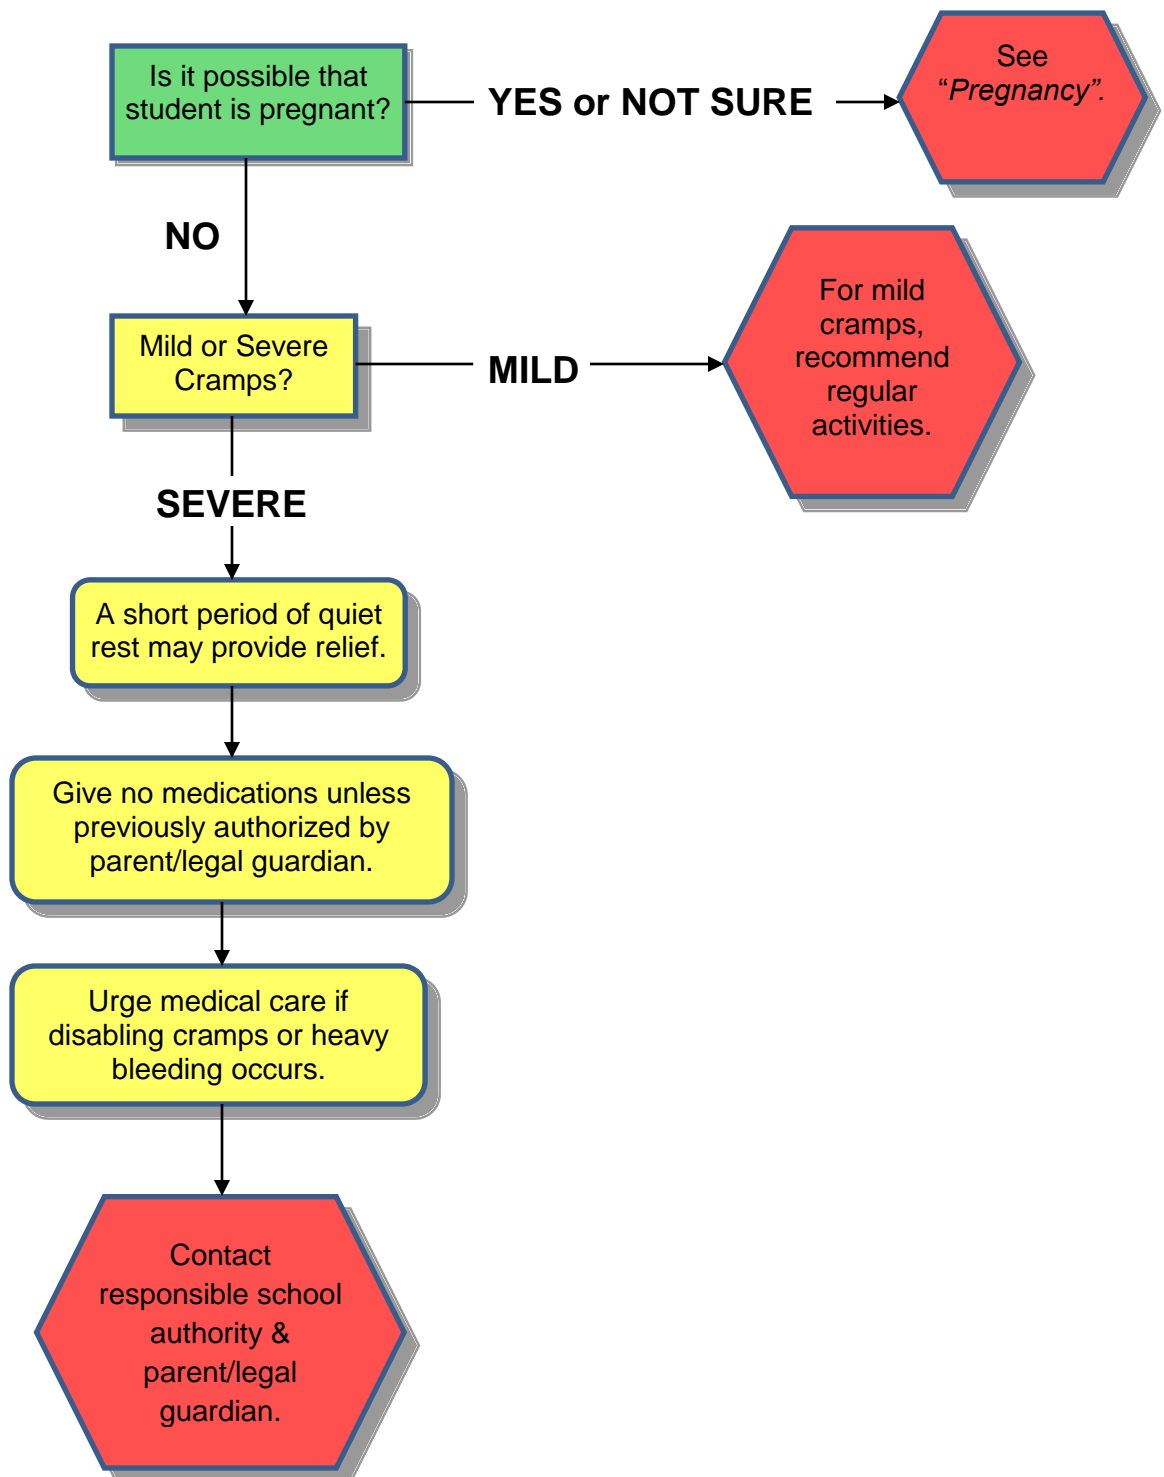 Is it possible that
student is pregnant?
YES or NOT SURE
See
“Pregnancy”.
NO
Mild or Severe
Cramps?
MILD
For mild
cramps,
recommend
regular
activities.
SEVERE
A short period of quiet
rest may provide relief.
Give no medications unless
previously authorized by
parent/legal guardian.
Urge medical care if
disabling cramps or heavy
bleeding occurs.
Contact
responsible school
authority &
parent/legal
guardian.